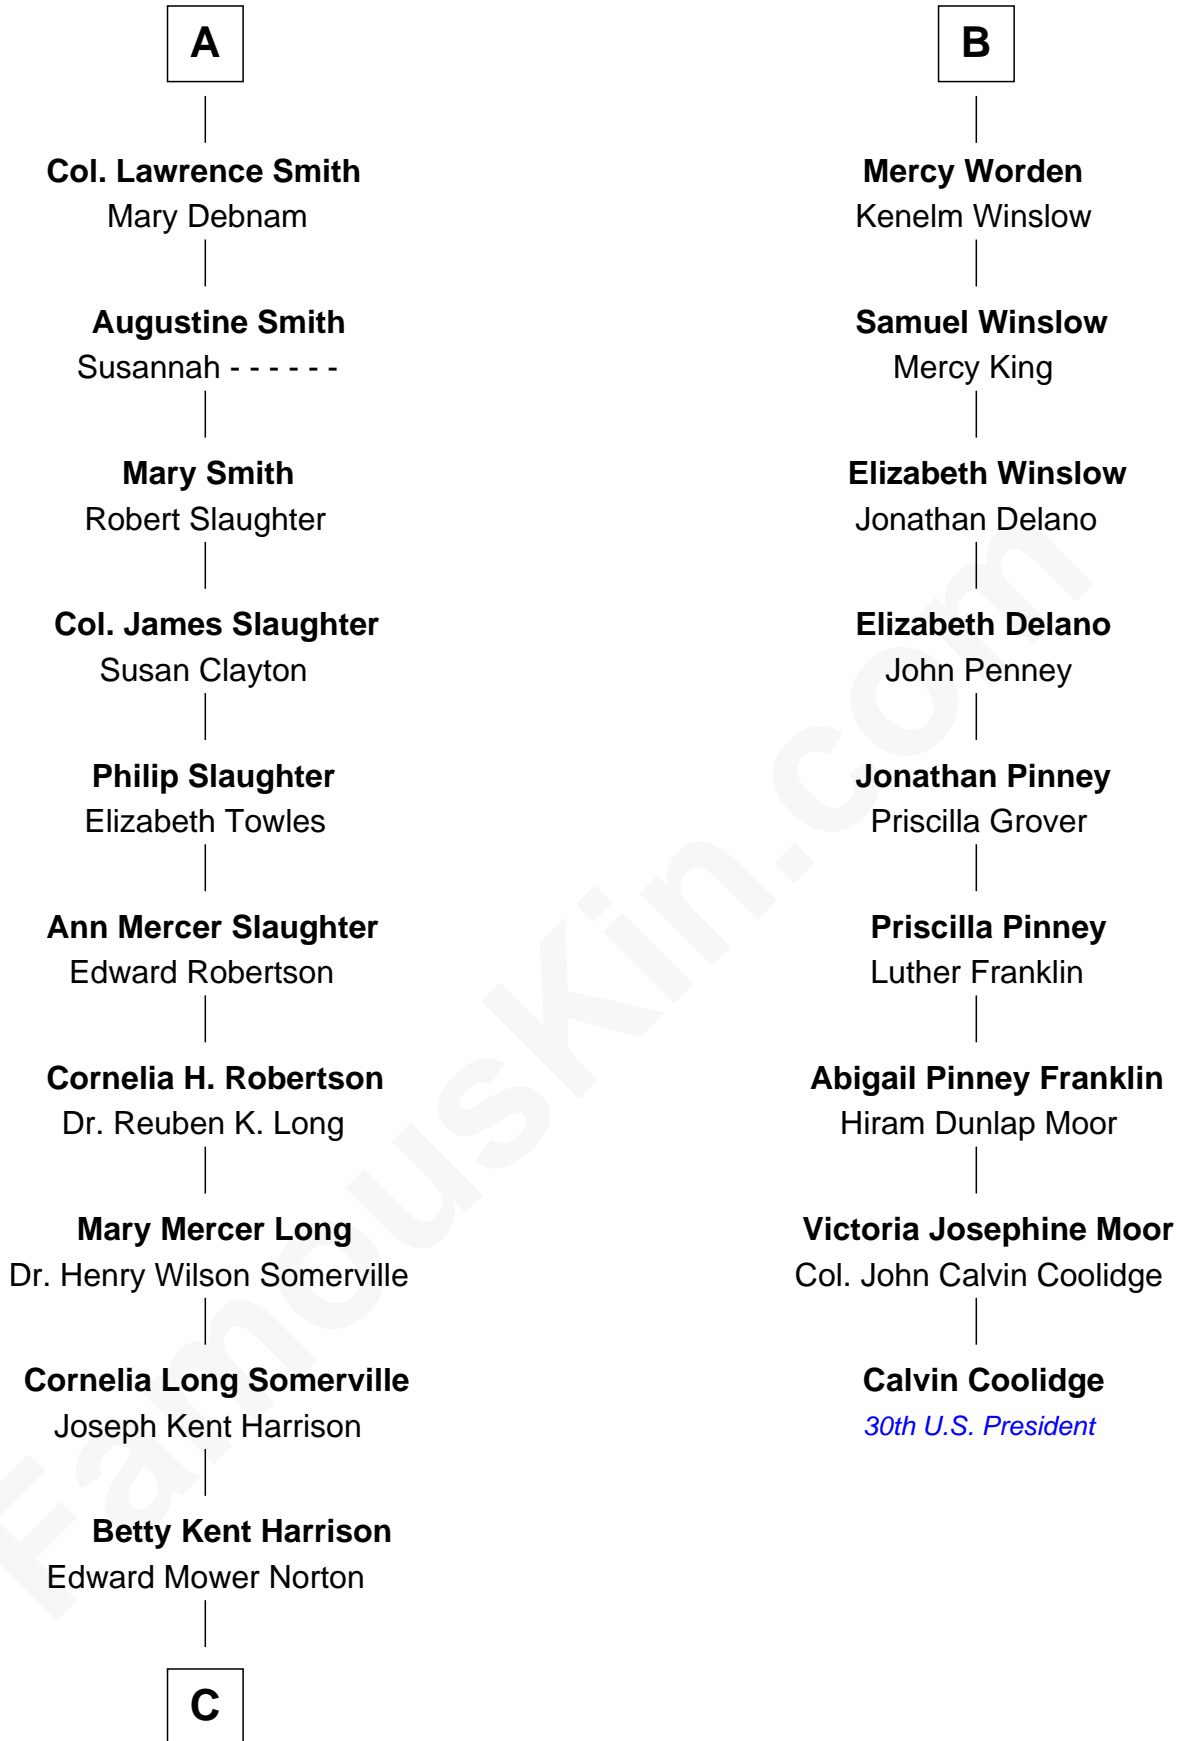 A
Col. Lawrence Smith
Mary Debnam
Augustine Smith
Susannah - - - - - -
Mary Smith
Robert Slaughter
Col. James Slaughter
Susan Clayton
Philip Slaughter
Elizabeth Towles
Ann Mercer Slaughter
Edward Robertson
Cornelia H. Robertson
Dr. Reuben K. Long
Mary Mercer Long
Dr. Henry Wilson Somerville
Cornelia Long Somerville
Joseph Kent Harrison
Betty Kent Harrison
Edward Mower Norton
C
B
Mercy Worden
Kenelm Winslow
Samuel Winslow
Mercy King
Elizabeth Winslow
Jonathan Delano
Elizabeth Delano
John Penney
Jonathan Pinney
Priscilla Grover
Priscilla Pinney
Luther Franklin
Abigail Pinney Franklin
Hiram Dunlap Moor
Victoria Josephine Moor
Col. John Calvin Coolidge
Calvin Coolidge
30th U.S. President
FamousKin.com